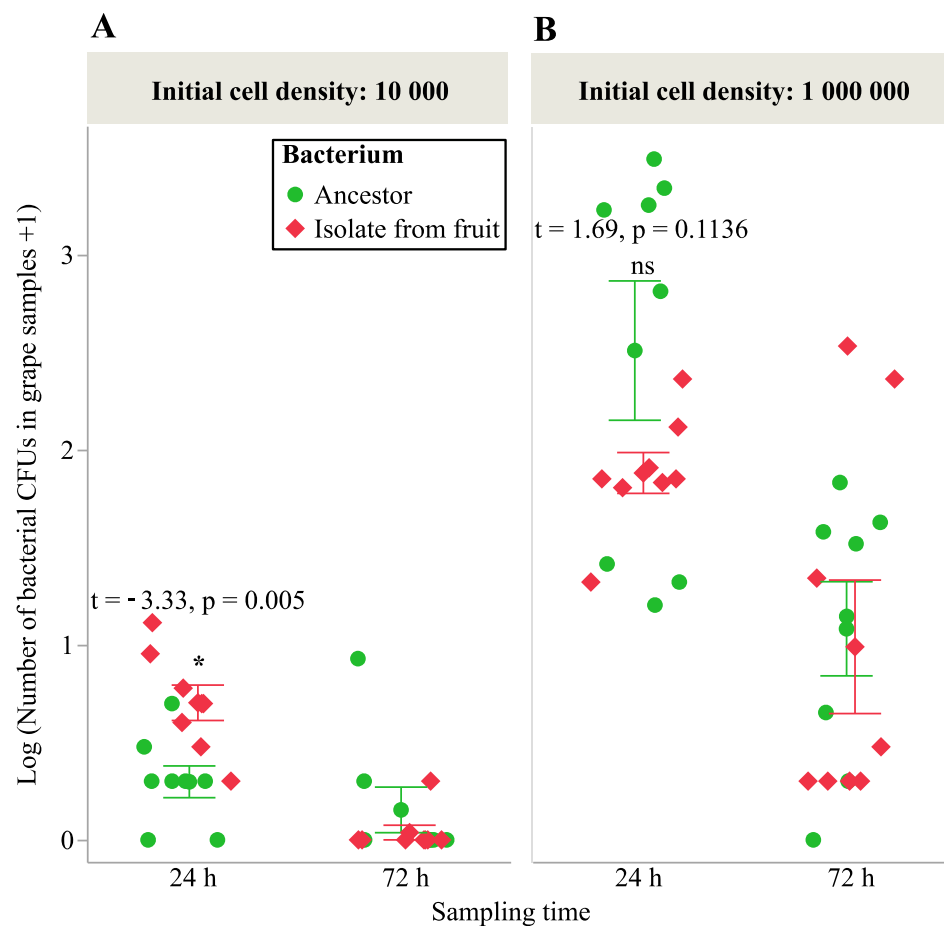 A
B
Initial cell density: 10 000
Initial cell density: 1 000 000
Bacterium
Ancestor
Isolate from fruit
Log (Number of bacterial CFUs in grape samples +1)
3
2
1
0
t = 1.69, p = 0.1136
ns
t = - 3.33, p = 0.005
*
24 h
72 h
24 h
72 h
Sampling time